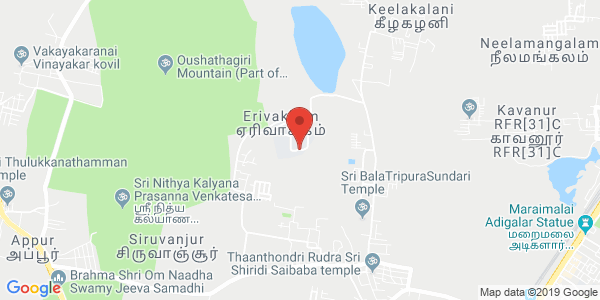 Keelakalani
கீழகழனி
Vakayakaranai
Vinayakar kovil
Oushathagiri
Mountain (Part of...
Neelamangalam
நீலமங்கலம்
ஏரிவாக்கம்
Kavanur
RFR[31]C
காவனூர்
RFR[31]C
Sri Thulukkanathamman
Temple
Sri Nithya Kalyana
Prasanna Venkatesa...
ஸ்ரீ நித்ய
கல்யாண...
Sri BalaTripuraSundari
Temple
Maraimalai
Adigalar Statue
மறைமலை
அடிகளார்...
Appur
அப்பூர்
Siruvanjur
சிருவாஞ்சூர்
Thaanthondri Rudra Sri
Shiridi Saibaba temple
Brahma Shri Om Naadha
Swamy Jeeva Samadhi
Google
Map data ©2019 Google